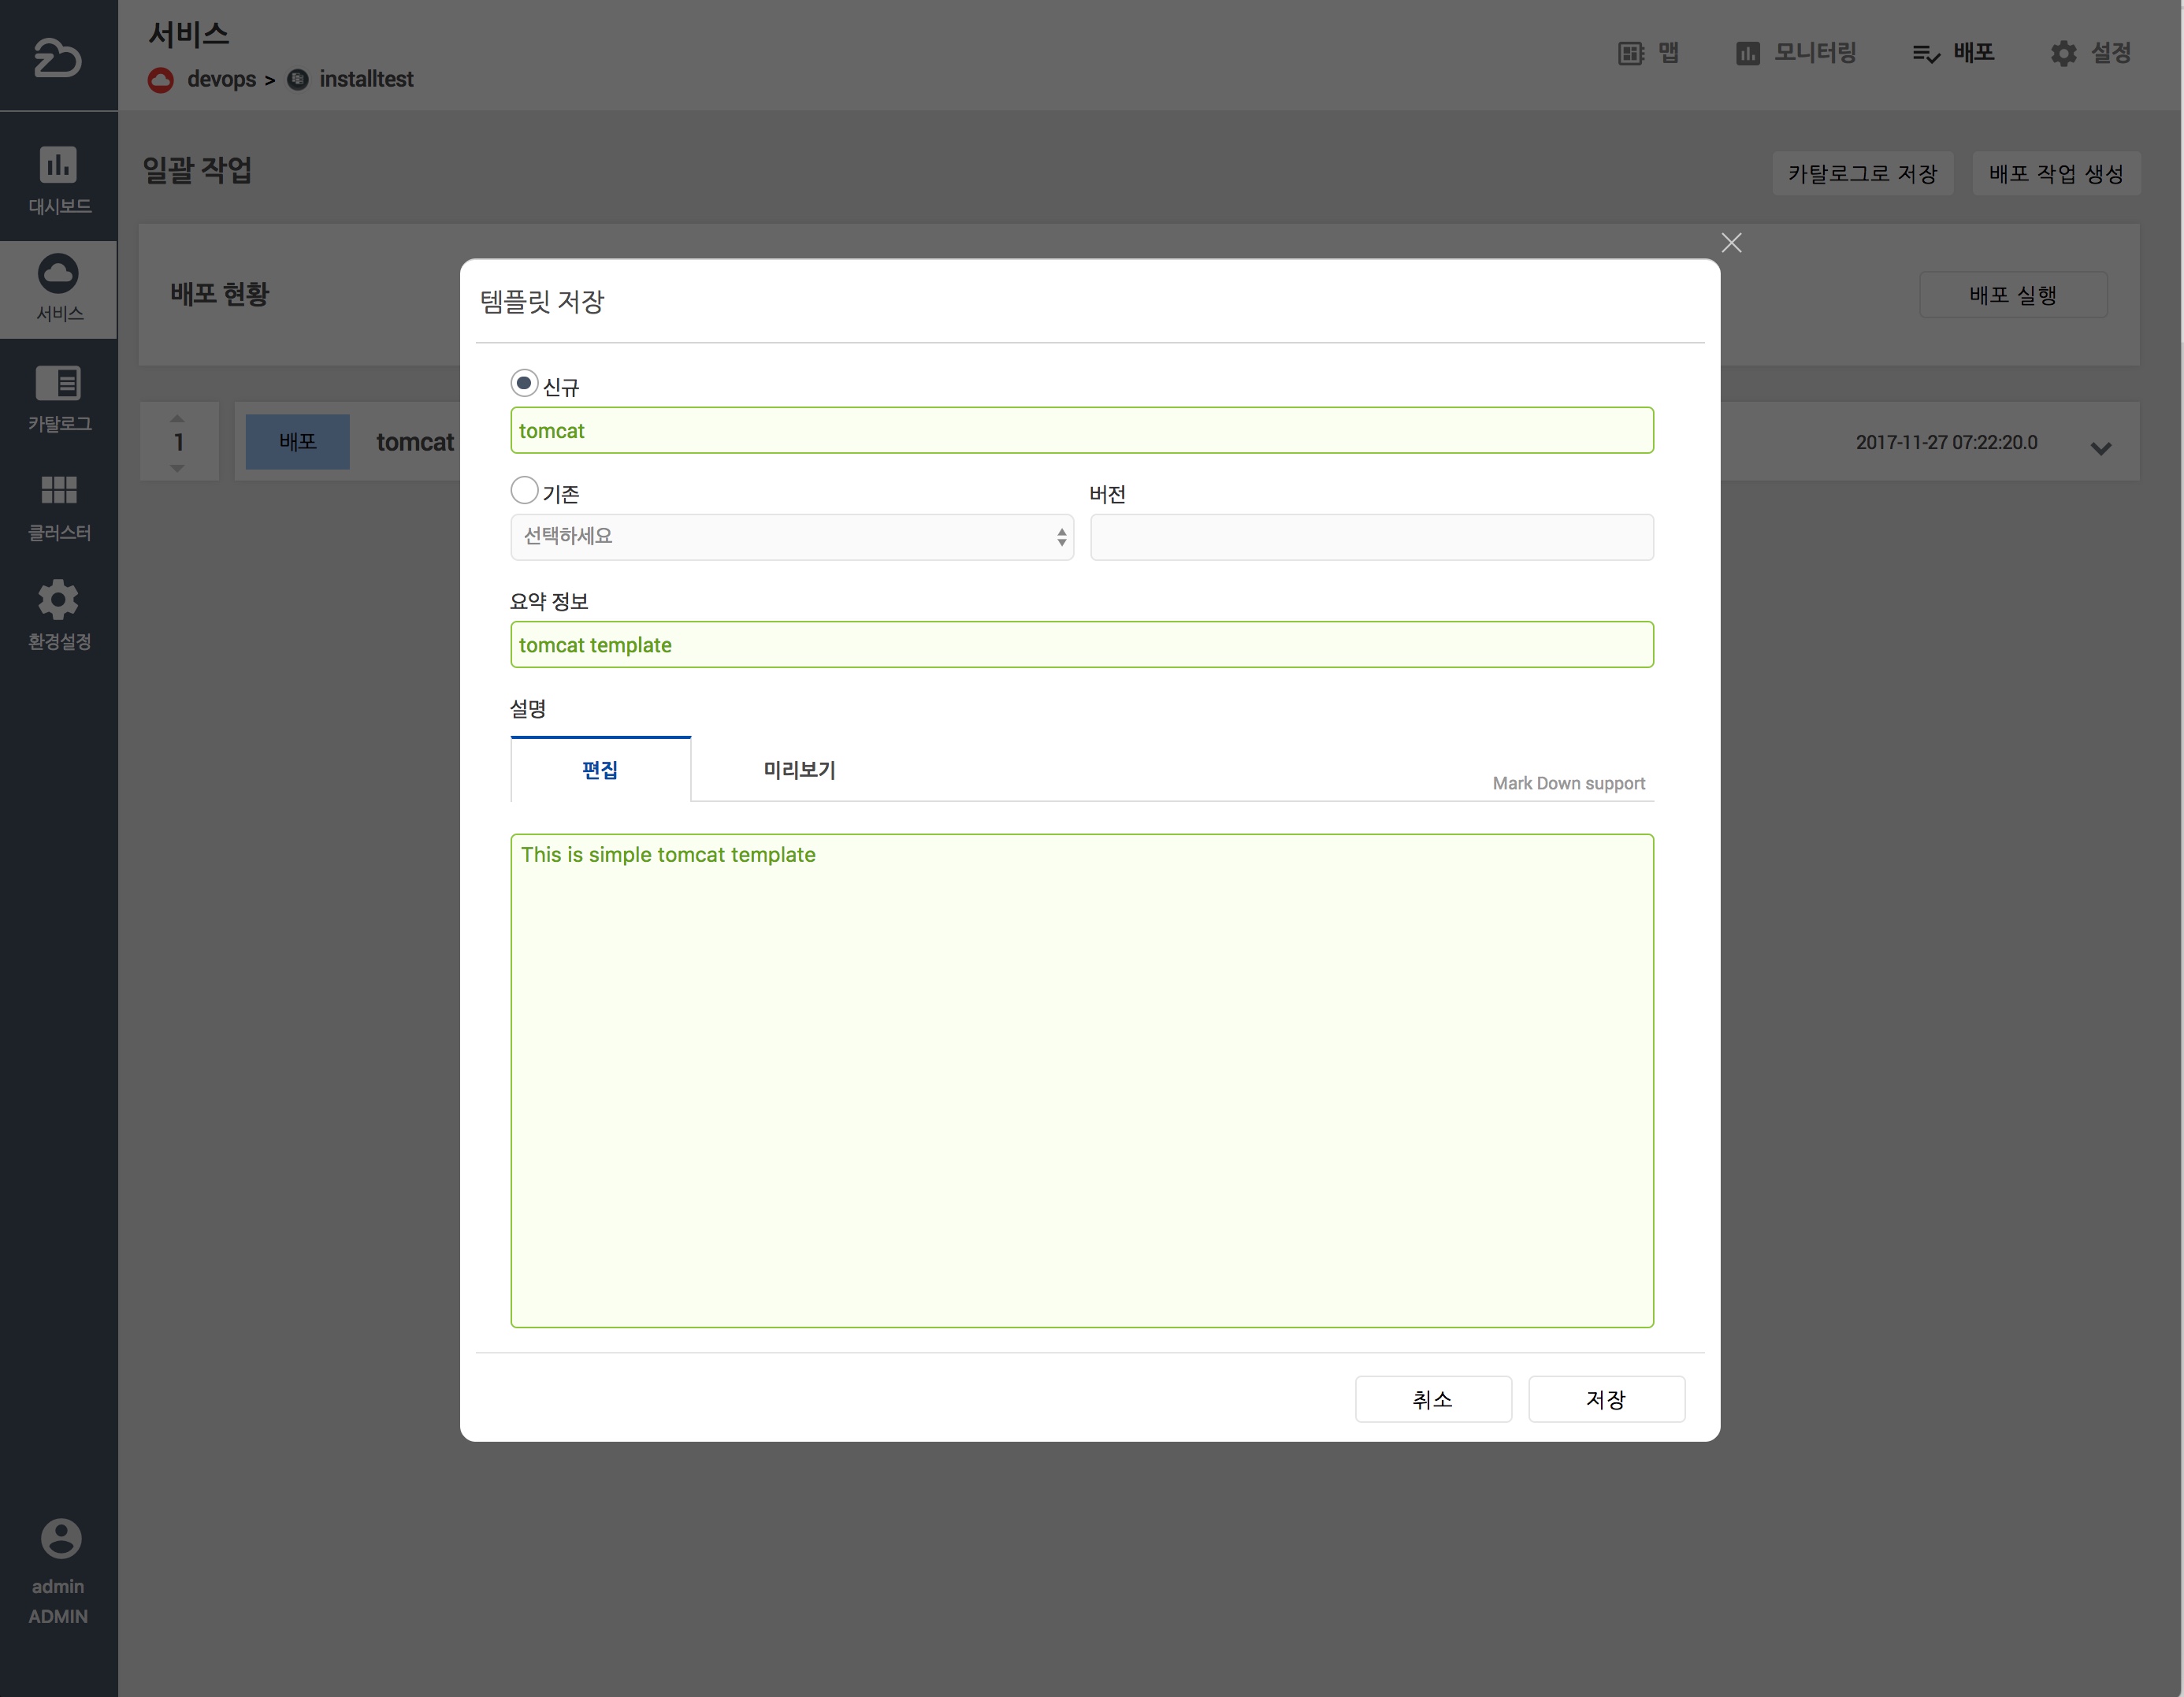 서비스
devops > installtest
맵
모니터링
배포
설정
대시보드
서비스
카탈로그
클러스터
환경설정
admin
ADMIN
일괄 작업
카탈로그로 저장
배포 작업 생성
배포 현황
배포 실행
1
배포
tomcat
2017-11-27 07:22:20.0
템플릿 저장
신규
tomcat
기존
버전
선택하세요
요약 정보
tomcat template
설명
편집
미리보기
Mark Down support
This is simple tomcat template
취소
저장